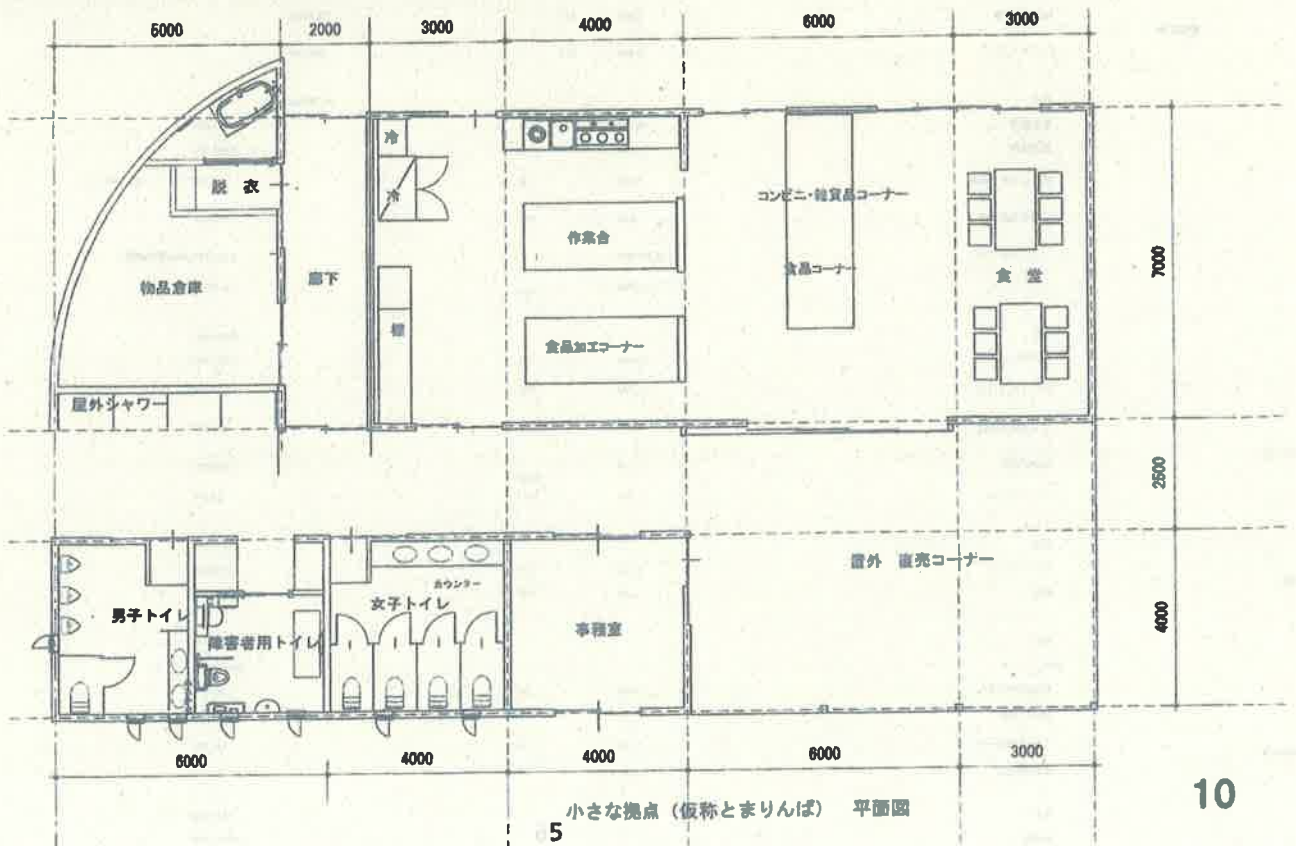 5000 2000 3000 4000 6000 3000
冷
脱 衣
冷
コンビニ・雑貨品コーナー
作業台
物品倉庫
廊下
食品コーナー
食 堂
7000
棚
食品加工コーナー
屋外シャワー
2500
カウンター
屋外 直売コーナー
男子トイレ
女子トイレ
障害者用トイレ
事務室
4000
6000 4000 4000 6000 3000
小さな拠点（仮称とまりんぱ） 平面図
10
5